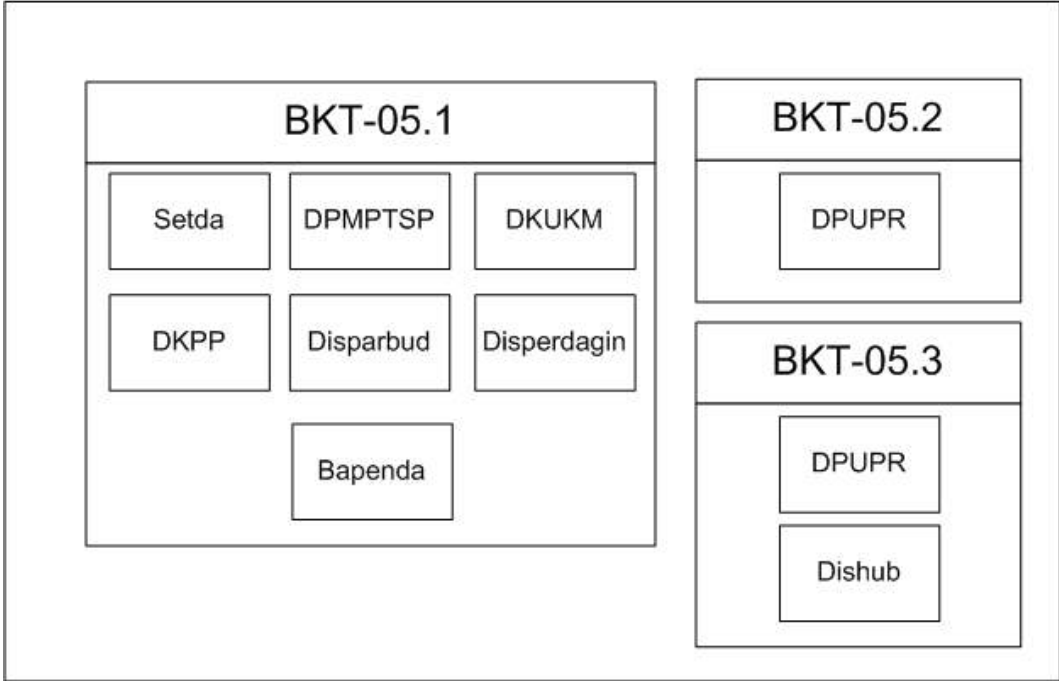 BKT-05.1
Setda
DPMPTSP
DKUKM
DKPP
Disparbud
Disperdagin
Bapenda
BKT-05.2
DPUPR
BKT-05.3
DPUPR
Dishub